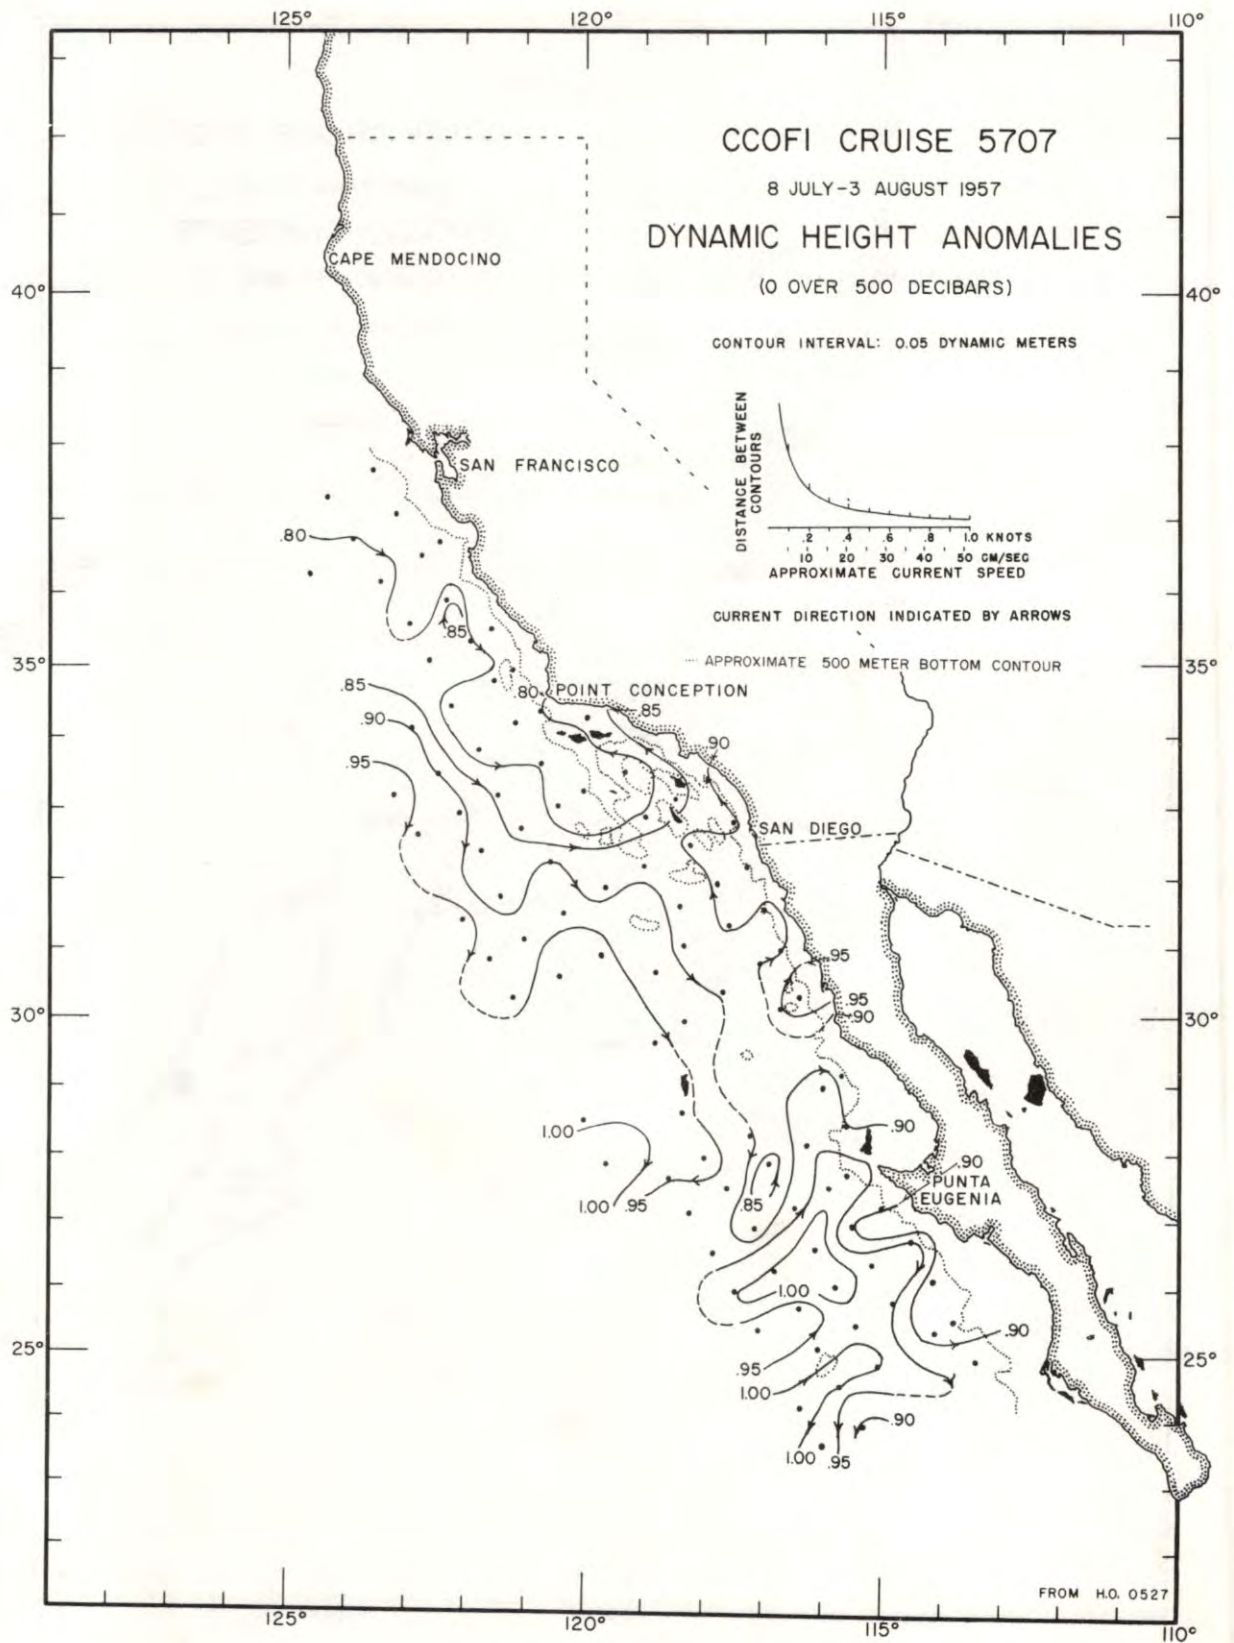 125° 120° 115° 110°
CCOFI CRUISE 5707
8 JULY-3 AUGUST 1957
DYNAMIC HEIGHT ANOMALIES
(0 OVER 500 DECIBARS)
CONTOUR INTERVAL: 0.05 DYNAMIC METERS
CAPE MENDOCINO
40° 40°
DISTANCE BETWEEN
CONTOURS
SAN FRANCISCO
.2 .4 .6 .8 1.0 KNOTS
10 20 30 40 50 CM/SEC
APPROXIMATE CURRENT SPEED
.80
CURRENT DIRECTION INDICATED BY ARROWS
.85
35° 35°
APPROXIMATE 500 METER BOTTOM CONTOUR
.85
.80 POINT CONCEPTION
.85
.90
.90
.95
SAN DIEGO
.95
.95
.90
30° 30°
1.00
.90
.90
PUNTA
EUGENIA
.85
1.00 .95
1.00
.90
25° 25°
.95
1.00
.90
1.00 .95
FROM H.O. 0527
125° 120° 115° 110°